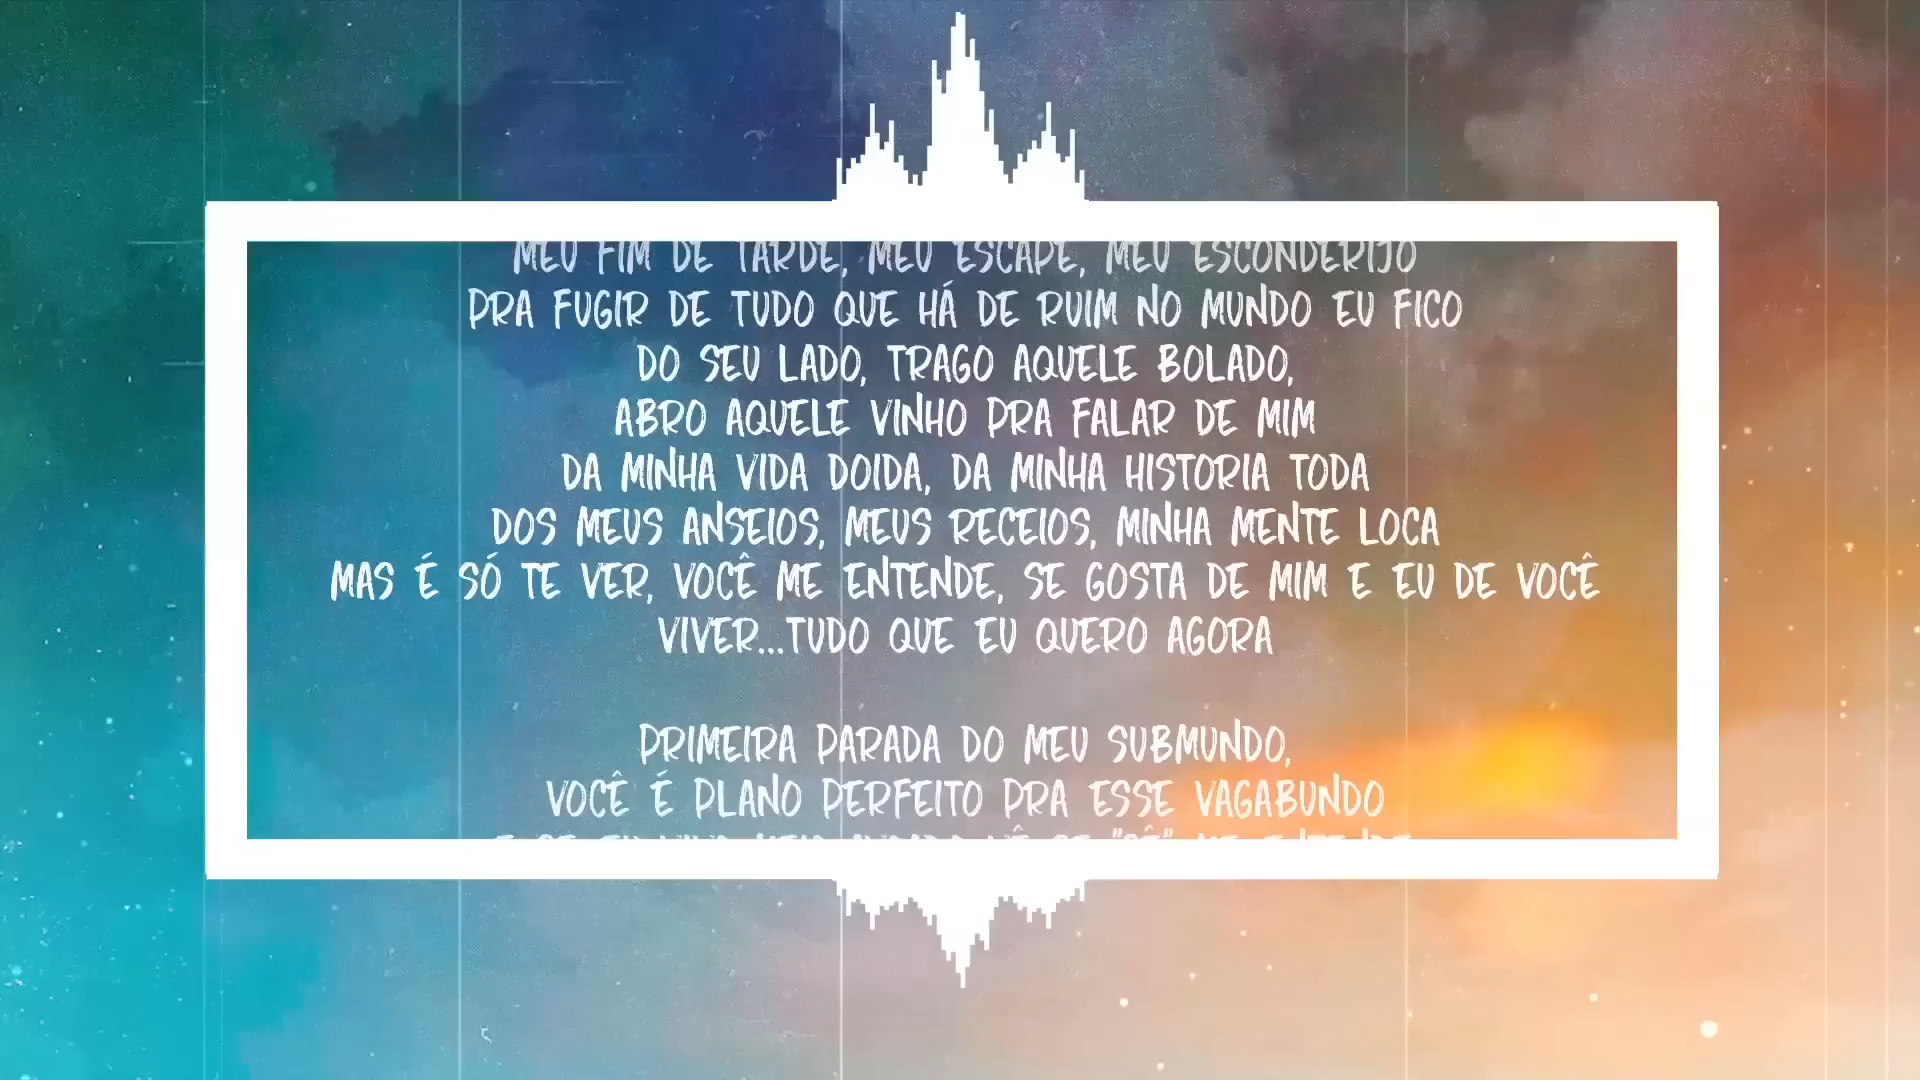 MEU FIM DE TARDE, MEU ESCAPE, MEU ESCONDERIJO
PRA FUGIR DE TUDO QUE HÁ DE RUIM NO MUNDO EU FICO
DO SEU LADO, TRAGO AQUELE BOLADO,
ABRO AQUELE VINHO PRA FALAR DE MIM
DA MINHA VIDA DOIDA, DA MINHA HISTORIA TODA
DOS MEUS ANSEIOS, MEUS RECEIOS, MINHA MENTE LOCA
MAS É SÓ TE VER, VOCÊ ME ENTENDE, SE GOSTA DE MIM E EU DE VOCÊ
VIVER...TUDO QUE EU QUERO AGORA
PRIMEIRA PARADA DO MEU SUBMUNDO,
VOCÊ É PLANO PERFEITO PRA ESSE VAGABUNDO